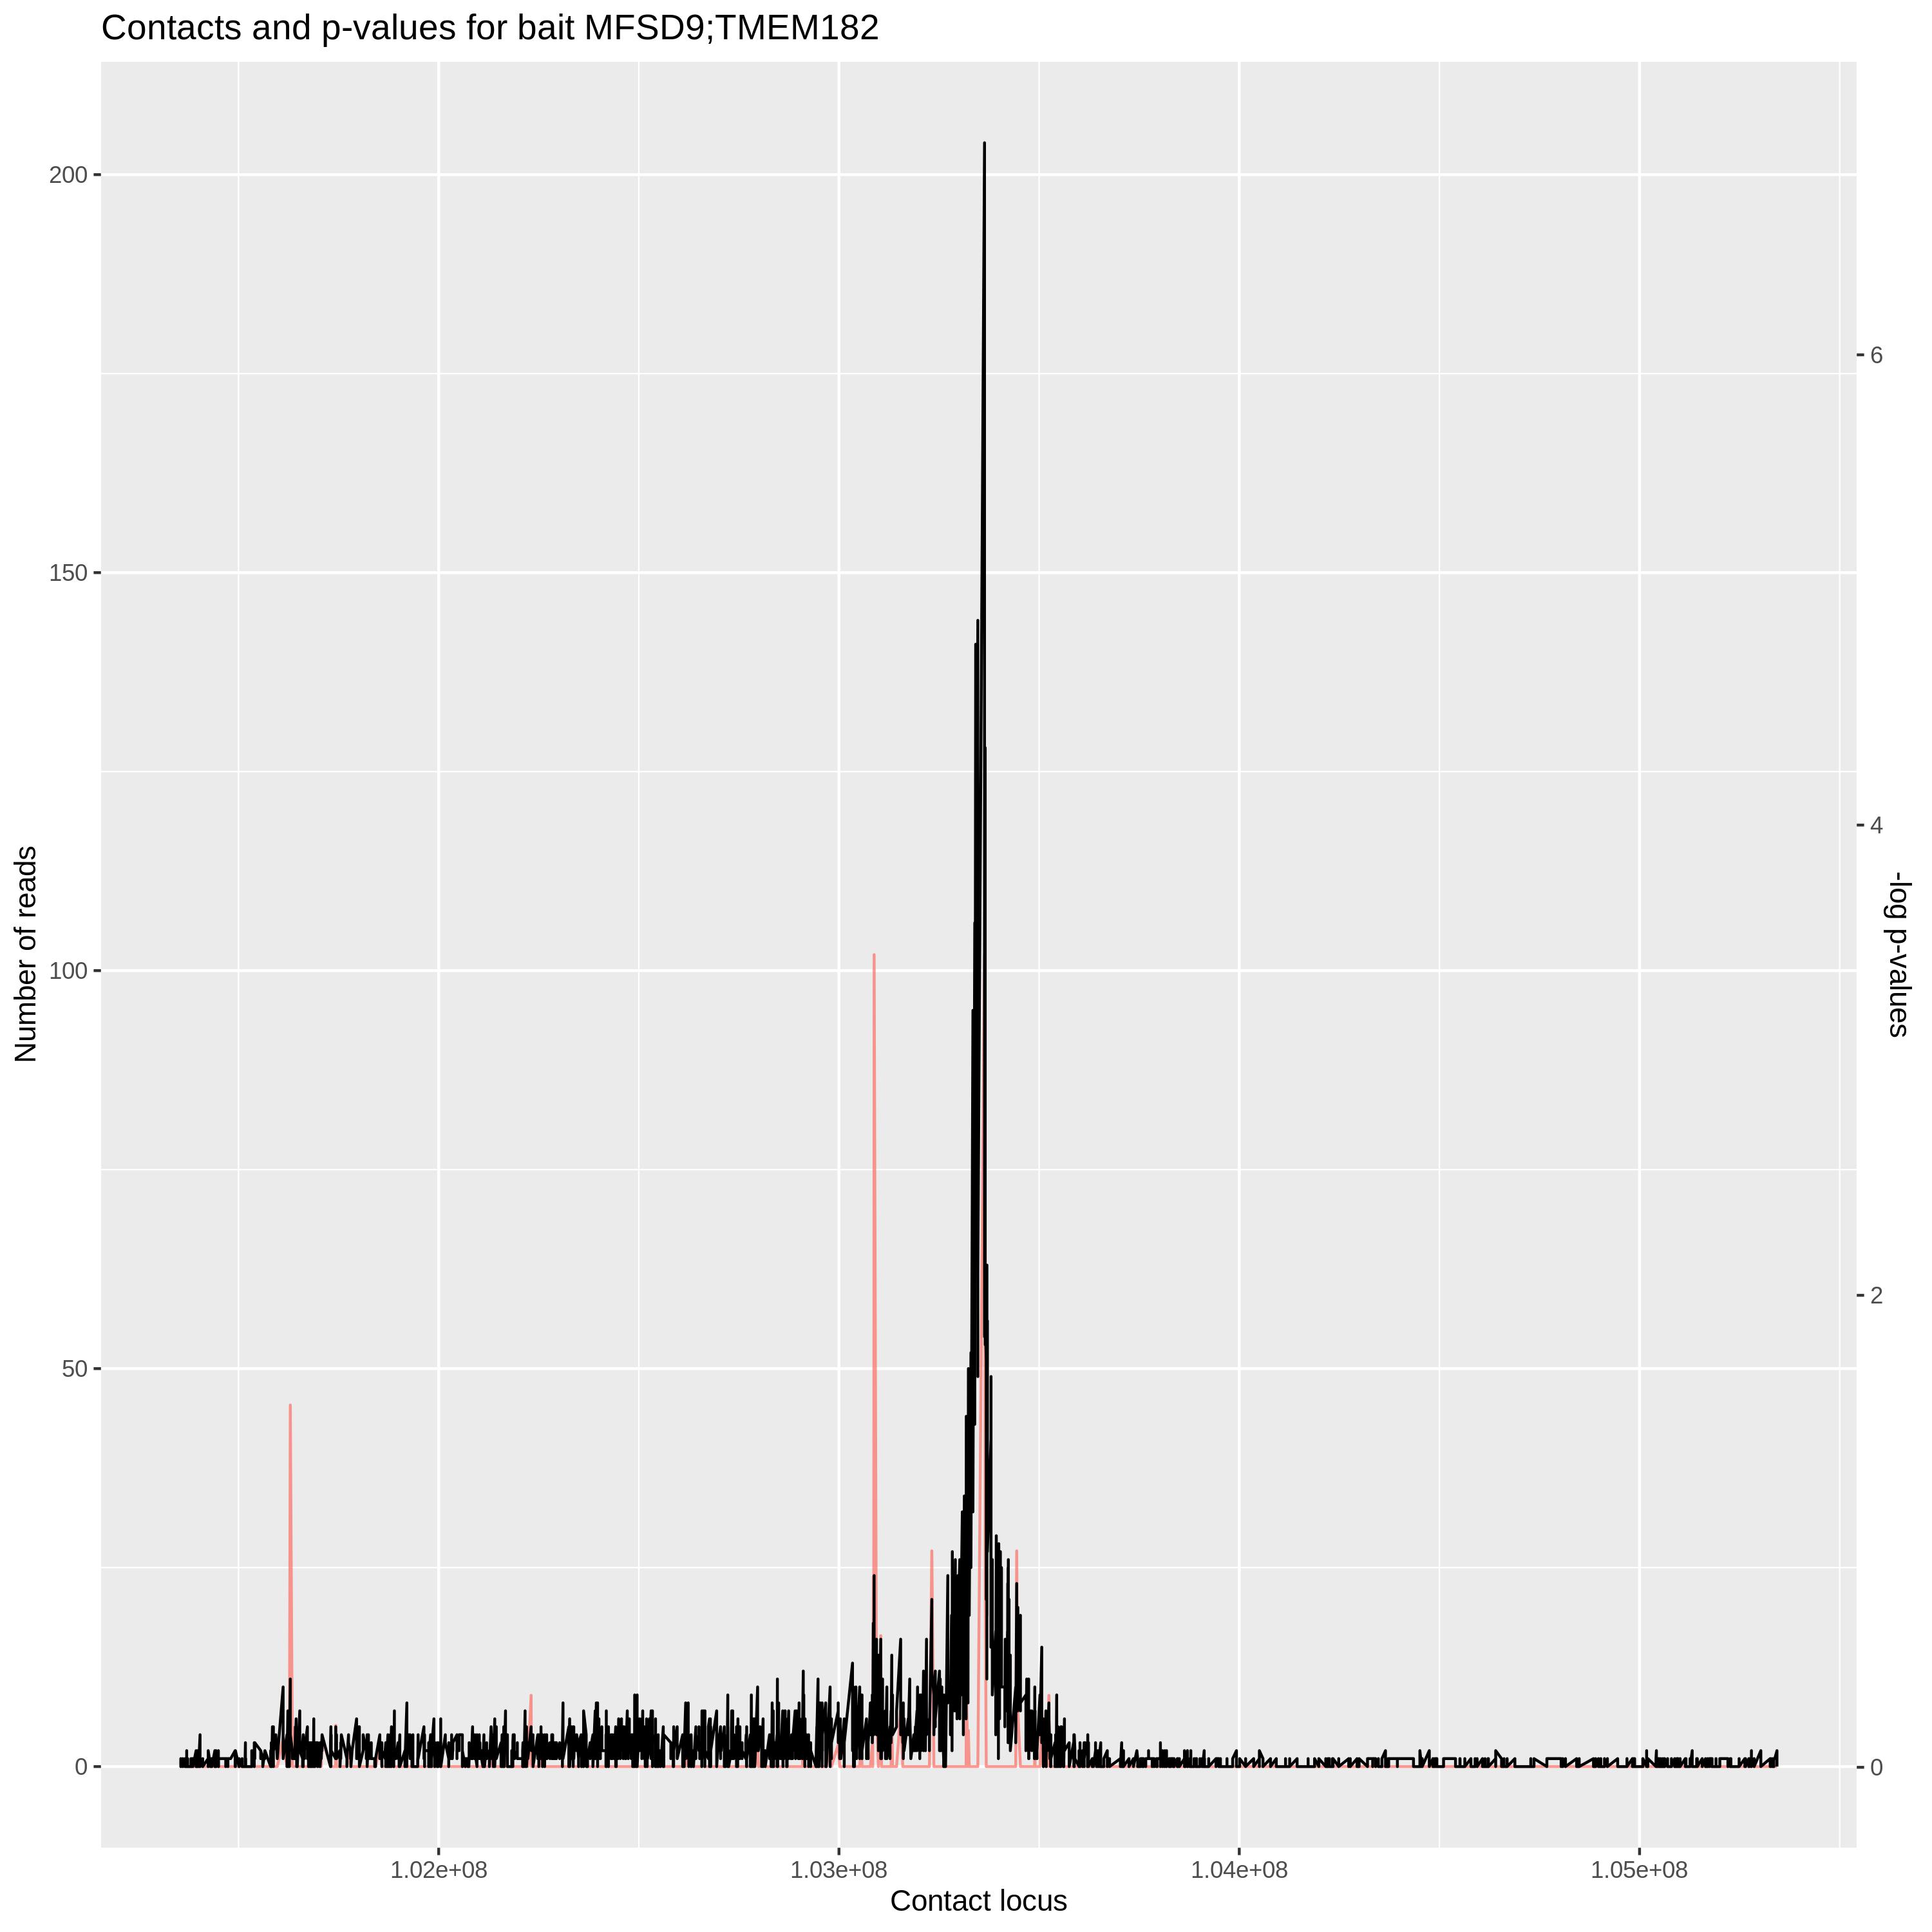 Contacts and p-values for bait MFSD9;TMEM182
200
150
100
50
0
Number of reads
6
4
2
0
-log p-values
1.02e+08
1.03e+08
1.04e+08
1.05e+08
Contact locus